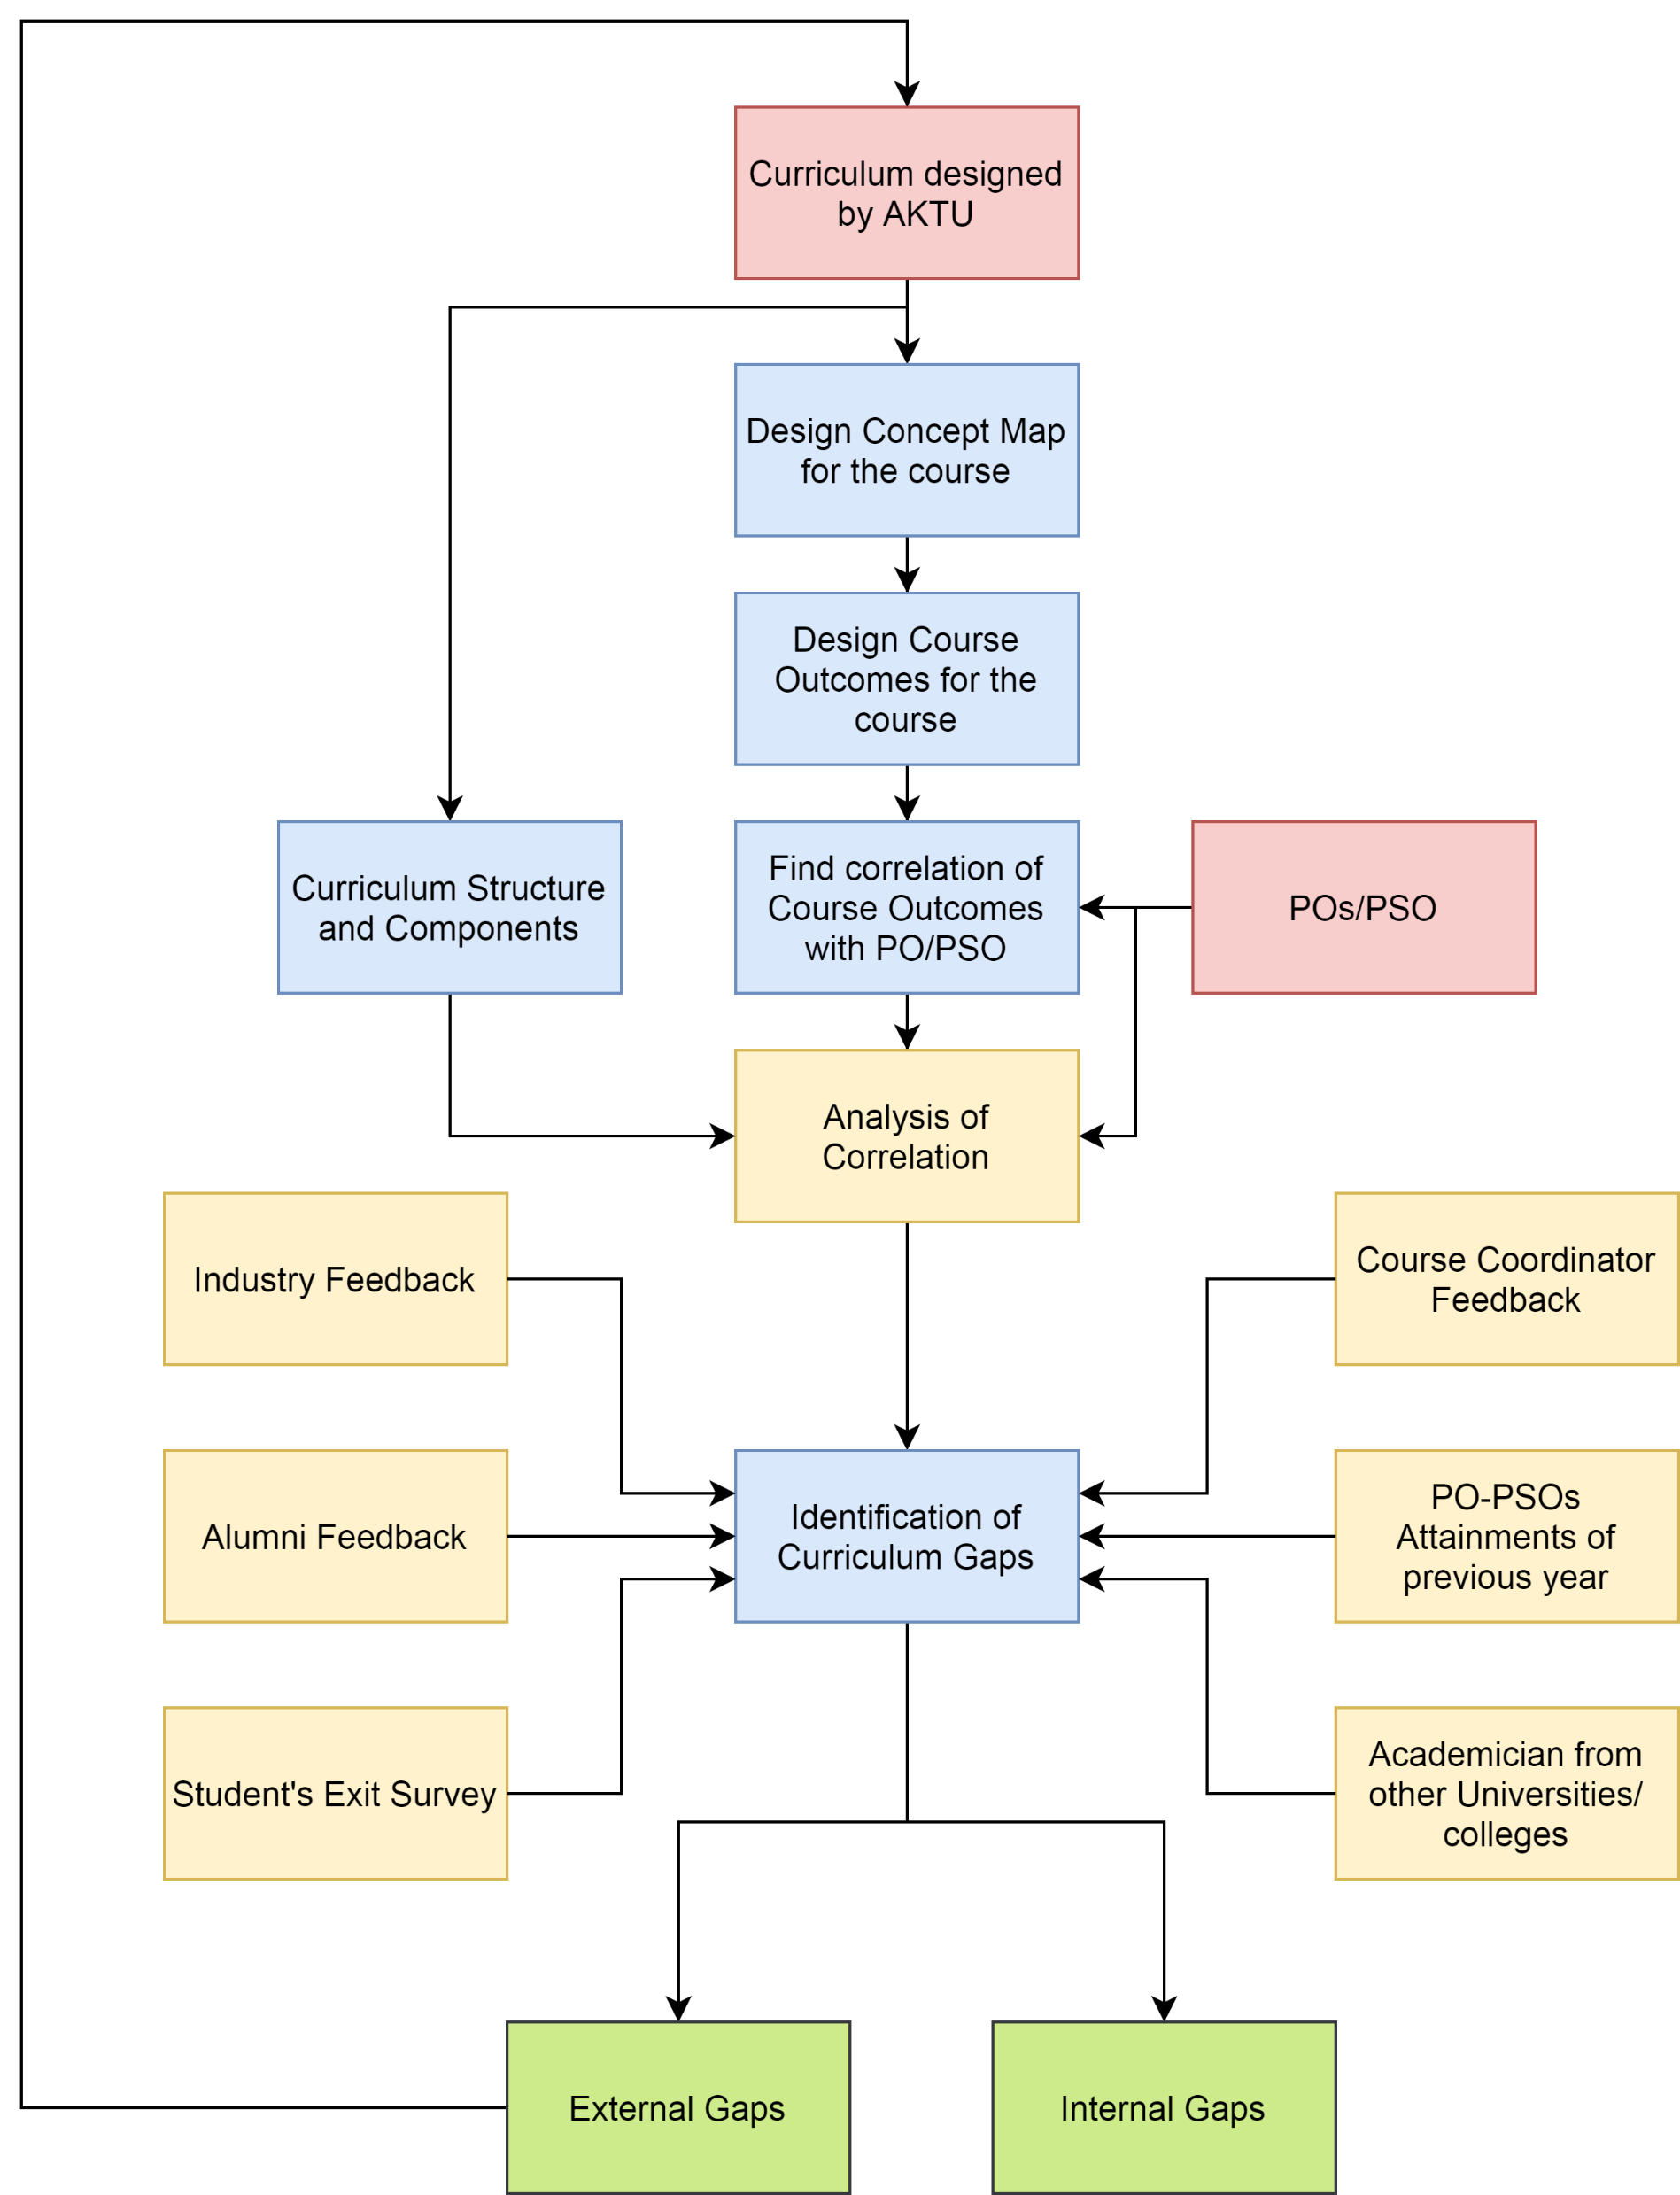 Curriculum designed
by AKTU
Design Concept Map
for the course
Design Course
Outcomes for the
course
Curriculum Structure
and Components
Find correlation of
Course Outcomes
with PO/PSO
POs/PSO
Analysis of
Correlation
Industry Feedback
Course Coordinator
Feedback
Alumni Feedback
Identification of
Curriculum Gaps
PO-PSOs
Attainments of
previous year
Student's Exit Survey
Academician from
other Universities/
colleges
External Gaps
Internal Gaps